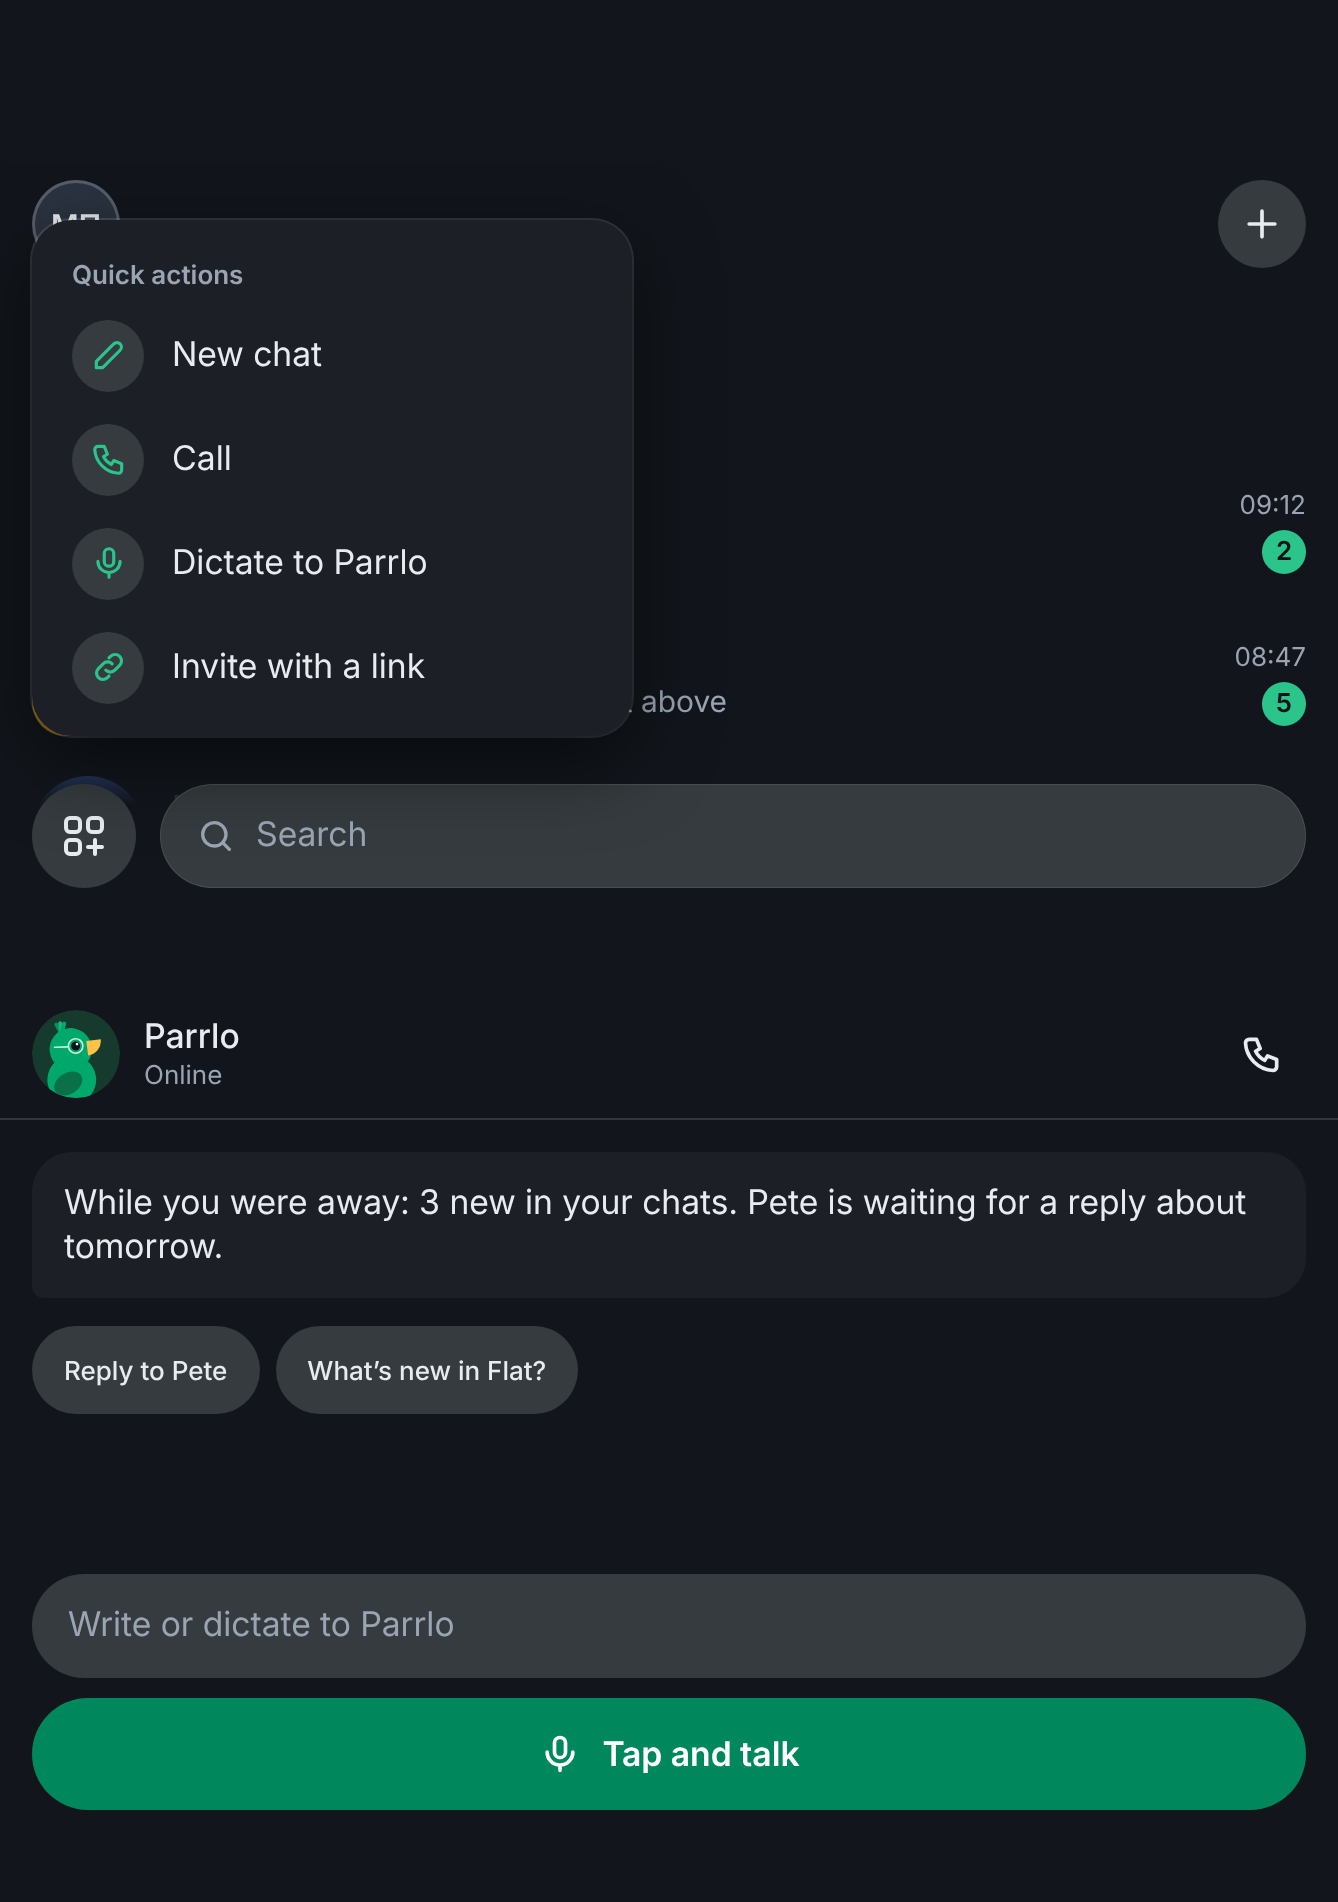 Quick actions
New chat
Call
Dictate to Parrlo
Invite with a link
09:12
2
08:47
above
5
Search
Parrlo
Online
While you were away: 3 new in your chats. Pete is waiting for a reply about
tomorrow.
Reply to Pete
What’s new in Flat?
Write or dictate to Parrlo
Tap and talk